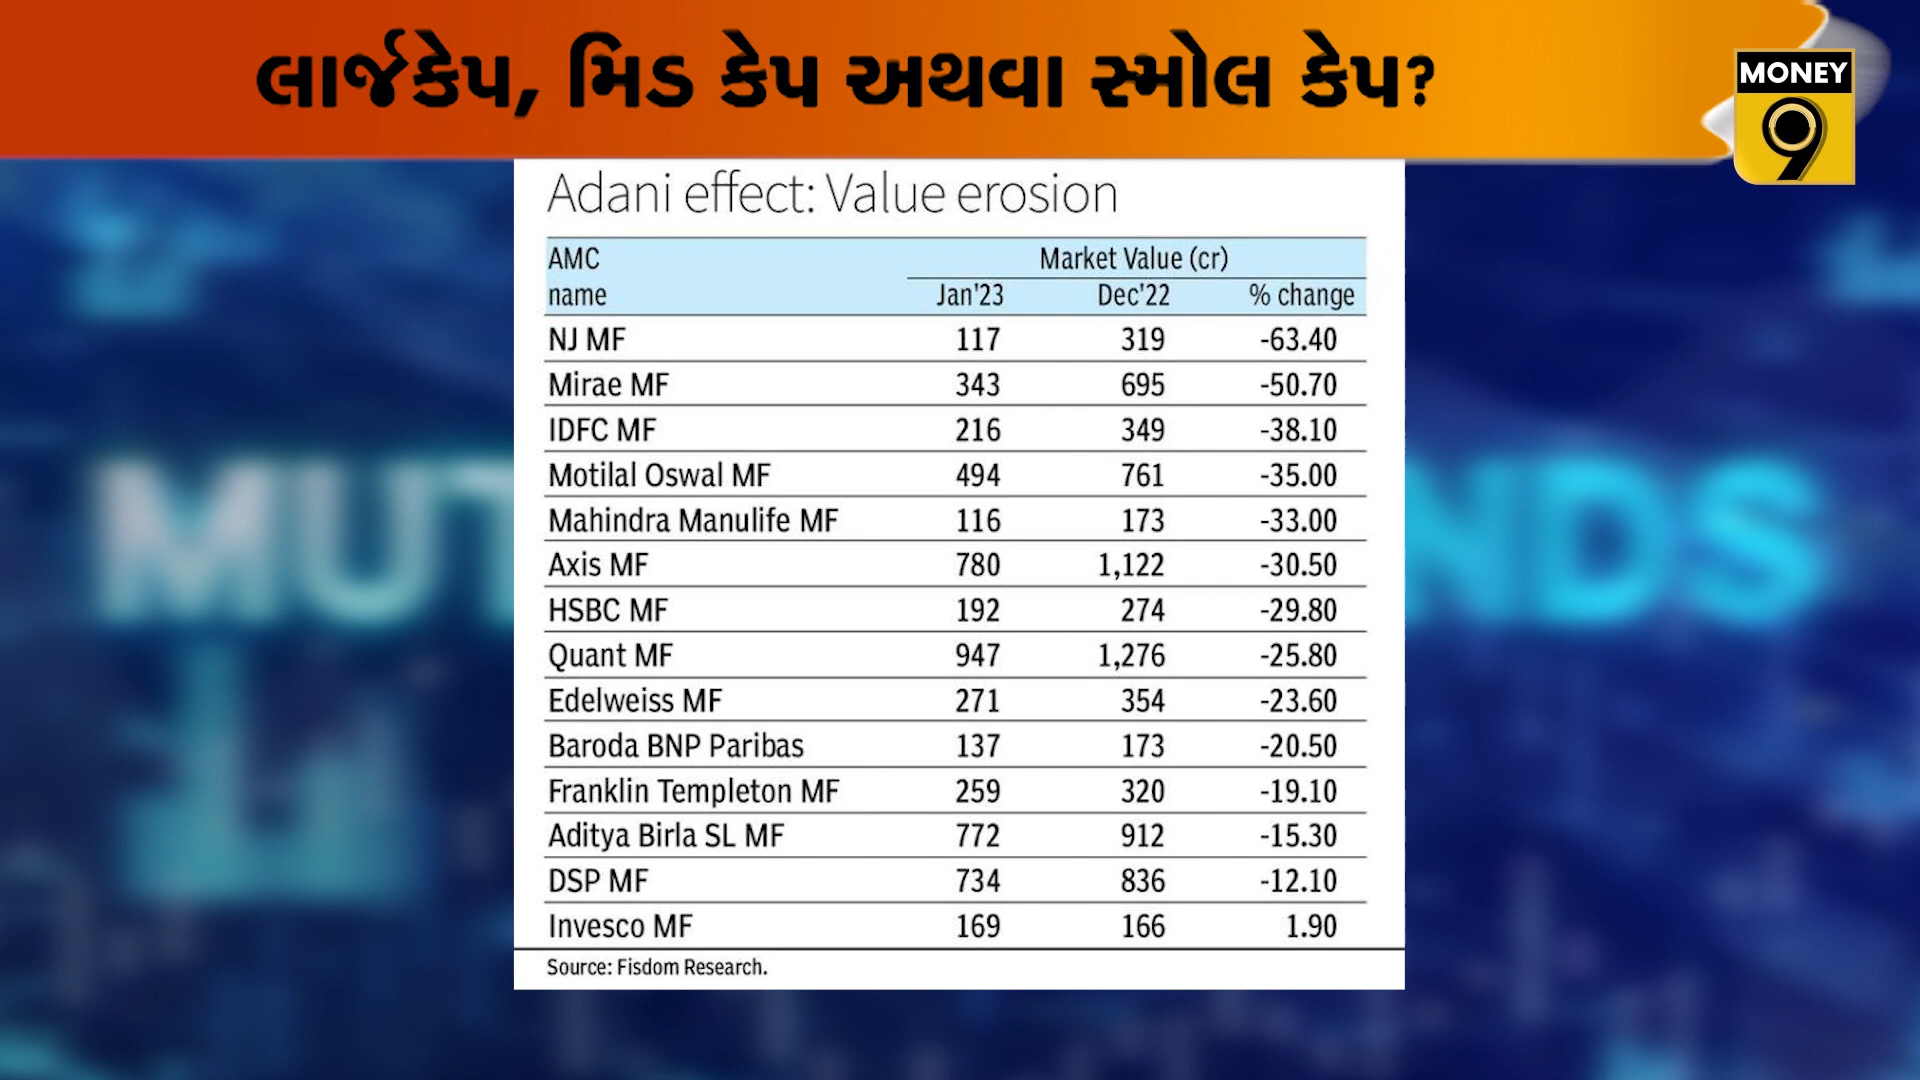 લાર્જકેપ, મિડ કેપ અથવા સ્મોલ કેપ?
MONEY
9
Adani effect: Value erosion
AMC Market Value (cr)
name Jan'23 Dec'22 % change
NJ MF 117 319 -63.40
Mirae MF 343 695 -50.70
IDFC MF 216 349 -38.10
Motilal Oswal MF 494 761 -35.00
Mahindra Manulife MF 116 173 -33.00
Axis MF 780 1,122 -30.50
HSBC MF 192 274 -29.80
Quant MF 947 1,276 -25.80
Edelweiss MF 271 354 -23.60
Baroda BNP Paribas 137 173 -20.50
Franklin Templeton MF 259 320 -19.10
Aditya Birla SL MF 772 912 -15.30
DSP MF 734 836 -12.10
Invesco MF 169 166 1.90
Source: Fisdom Research.
MUT
NDS